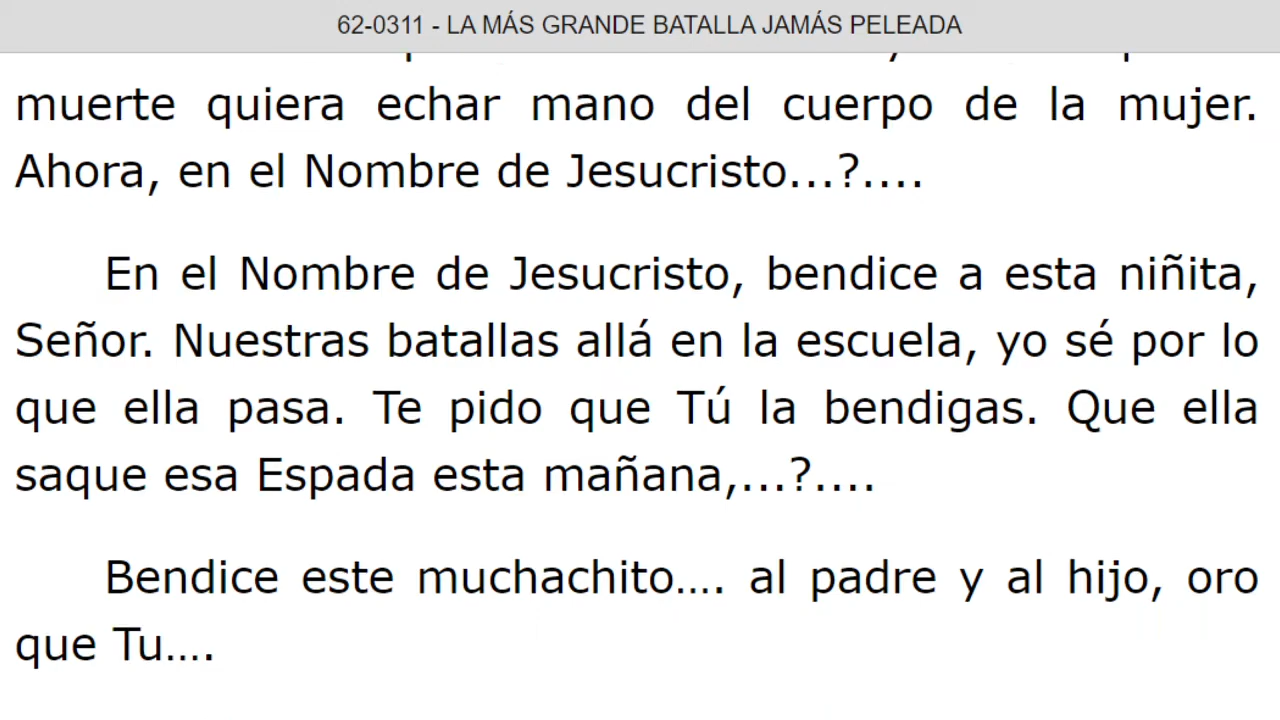 62-0311 - LA MÁS GRANDE BATALLA JAMÁS PELEADA
muerte quiera echar mano del cuerpo de la mujer.
Ahora, en el Nombre de Jesucristo...?....
En el Nombre de Jesucristo, bendice a esta niñita,
Señor. Nuestras batallas allá en la escuela, yo sé por lo
que ella pasa. Te pido que Tú la bendigas. Que ella
saque esa Espada esta mañana,...?....
Bendice este muchachito.... al padre y al hijo, oro
que Tu....